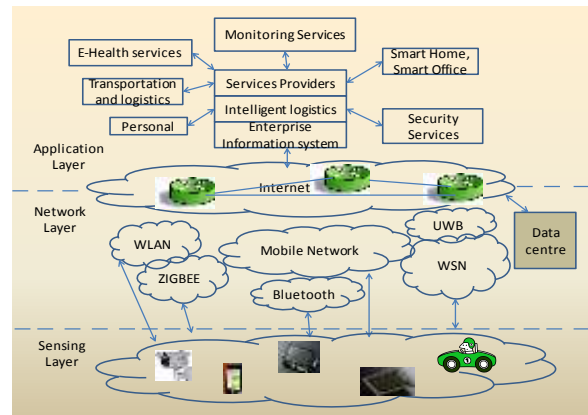 Monitoring Services
E-Health services
Smart Home,
Smart Office
Services Providers
Transportation
and logistics
Intelligent logistics
Personal
Security
Services
Enterprise
Information system
Application
Layer
Internet
Network
Layer
UWB
Data
centre
WLAN
Mobile Network
WSN
ZIGBEE
Bluetooth
Sensing
Layer